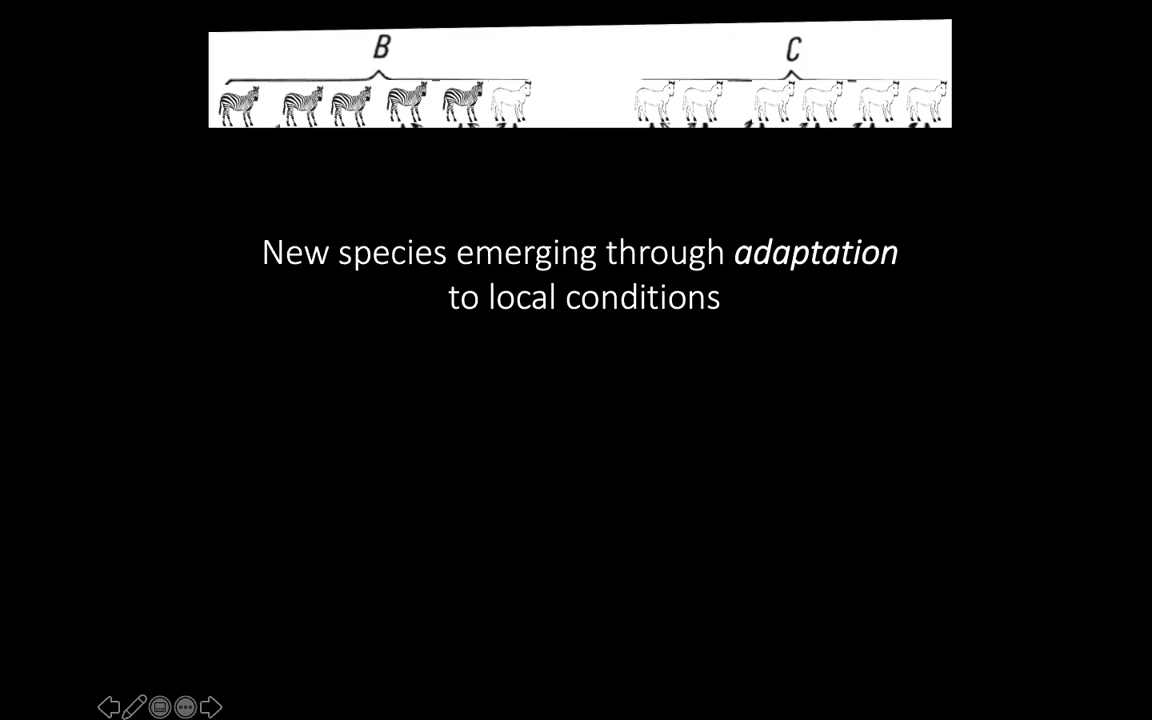 B
C
New species emerging through adaptation
to local conditions